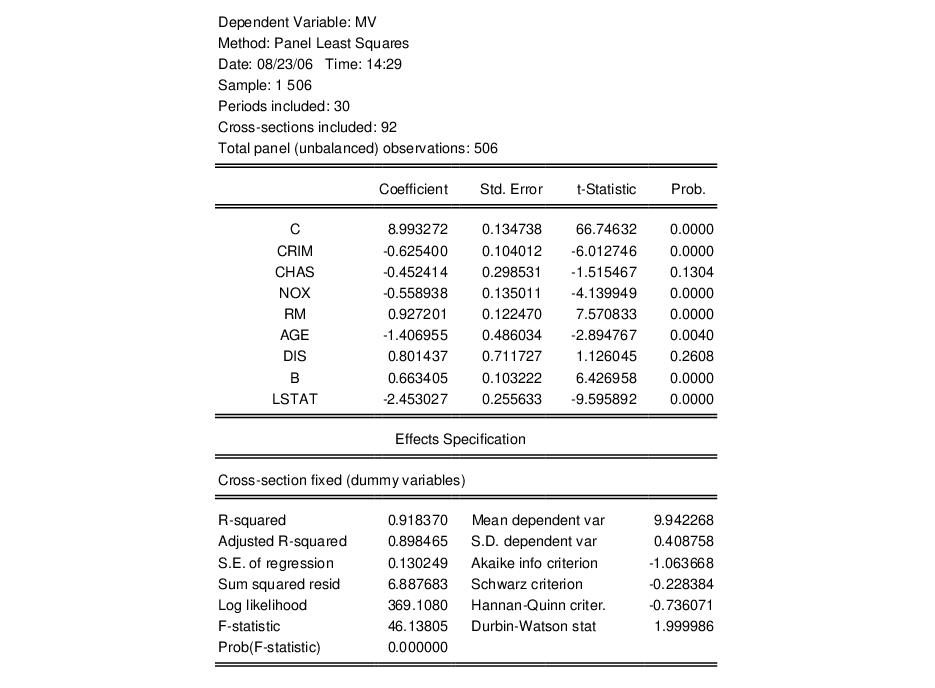 Dependent Variable: MV
Method: Panel Least Squares
Date: 08/23/06 Time: 14:29
Sample: 1 506
Periods included: 30
Cross-sections included: 92
Total panel (unbalanced) observations: 506
Coefficient Std. Error t-Statistic Prob.
C 8.993272 0.134738 66.74632 0.0000
CRIM -0.625400 0.104012 -6.012746 0.0000
CHAS -0.452414 0.298531 -1.515467 0.1304
NOX -0.558938 0.135011 -4.139949 0.0000
RM 0.927201 0.122470 7.570833 0.0000
AGE -1.406955 0.486034 -2.894767 0.0040
DIS 0.801437 0.711727 1.126045 0.2608
B 0.663405 0.103222 6.426958 0.0000
LSTAT -2.453027 0.255633 -9.595892 0.0000
Effects Specification
Cross-section fixed (dummy variables)
R-squared 0.918370 Mean dependent var 9.942268
Adjusted R-squared 0.898465 S.D. dependent var 0.408758
S.E. of regression 0.130249 Akaike info criterion -1.063668
Sum squared resid 6.887683 Schwarz criterion -0.228384
Log likelihood 369.1080 Hannan-Quinn criter. -0.736071
F-statistic 46.13805 Durbin-Watson stat 1.999986
Prob(F-statistic) 0.000000